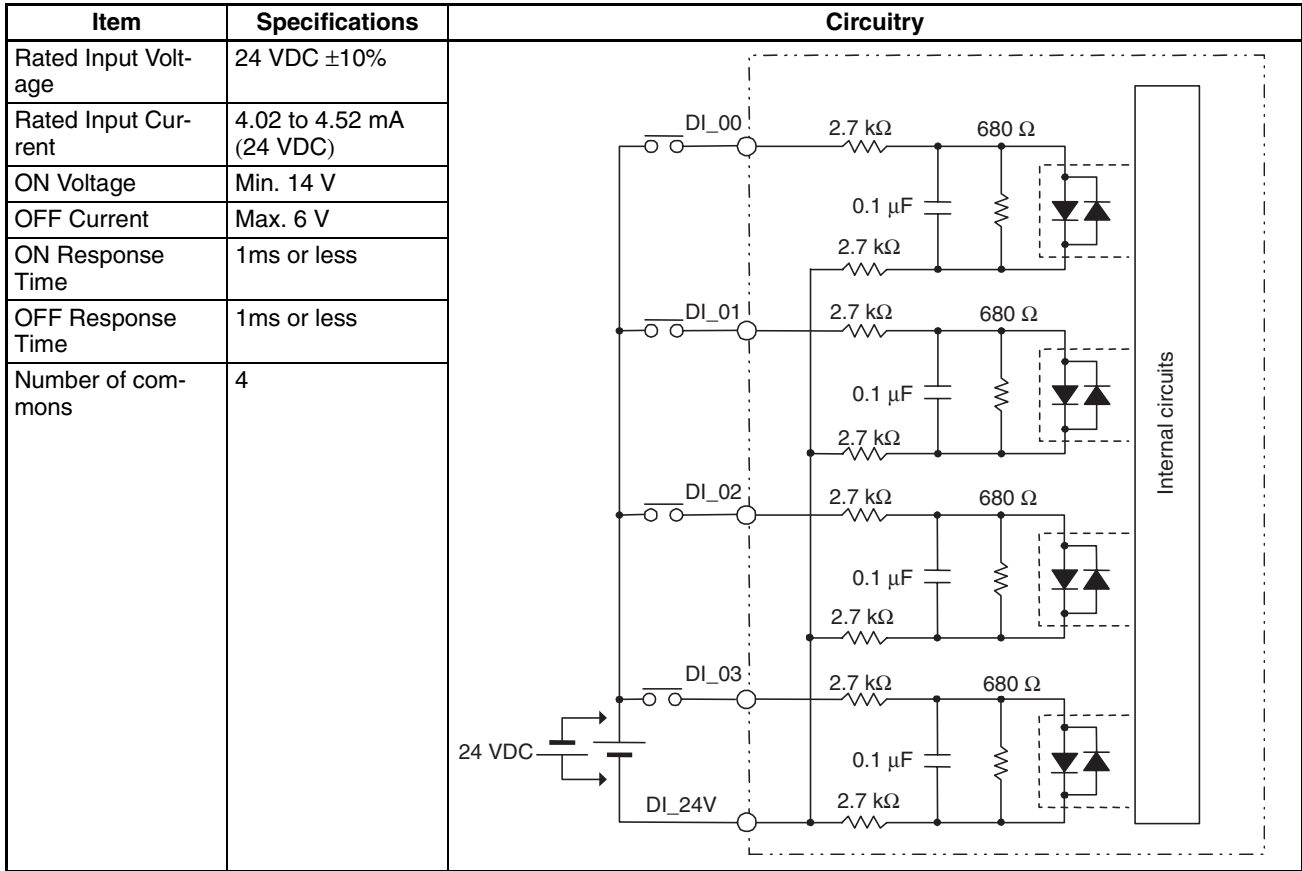 Item Specifications Circuitry
Rated Input Volt-
age
24 VDC ±10%
Rated Input Cur-
rent
4.02 to 4.52 mA
(24 VDC)
ON Voltage
Min. 14 V
OFF Current
Max. 6 V
ON Response
Time
1ms or less
OFF Response
Time
1ms or less
Number of com-
mons
4
DI_00
2.7 kΩ
680 Ω
0.1 μF
2.7 kΩ
DI_01
2.7 kΩ
680 Ω
0.1 μF
2.7 kΩ
DI_02
2.7 kΩ
680 Ω
0.1 μF
2.7 kΩ
DI_03
2.7 kΩ
680 Ω
24 VDC
0.1 μF
DI_24V
2.7 kΩ
Internal circuits